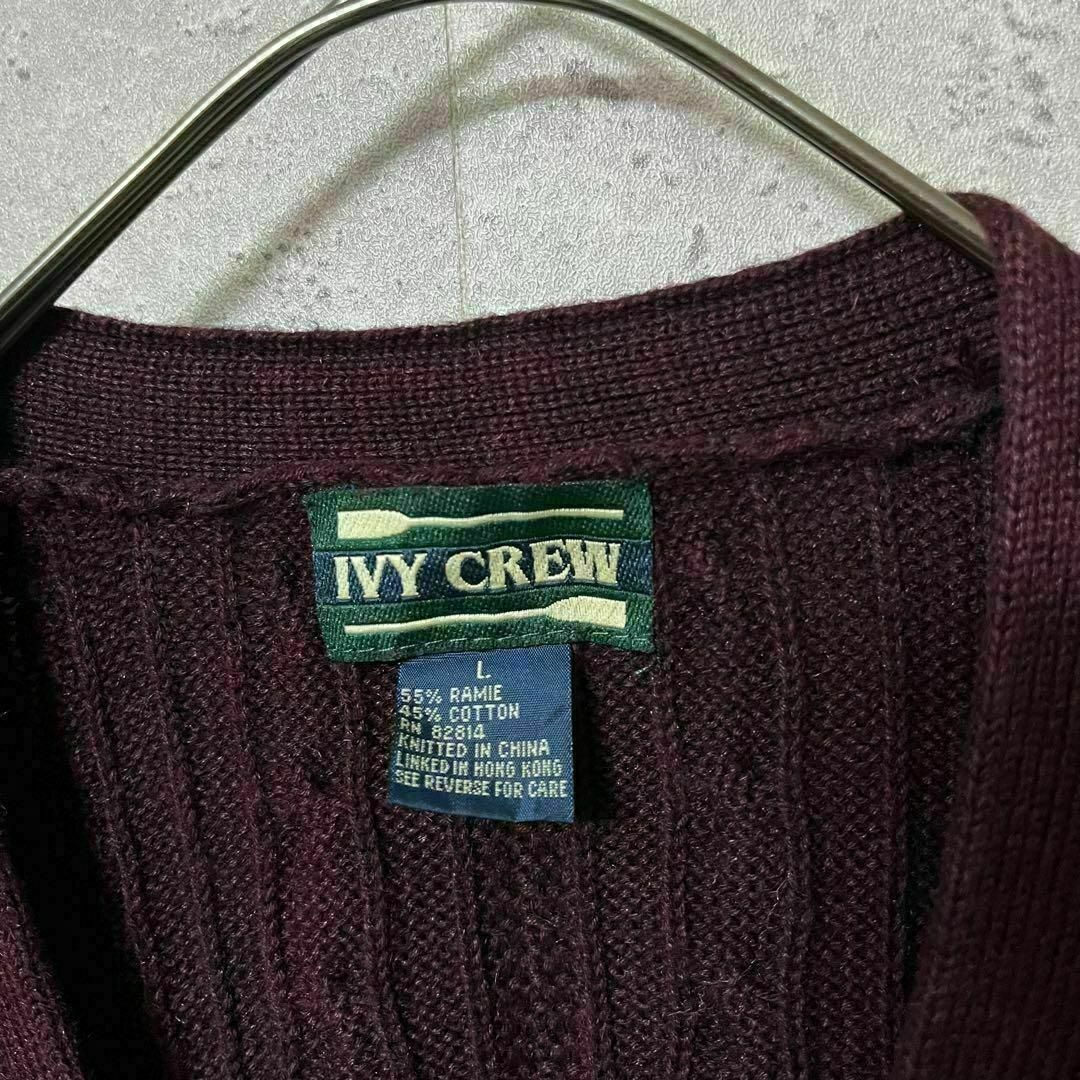 IVY CREW
L
55% RAMIE
45% COTTON
RN 82814
KNITTED IN CHINA
LINKED IN HONG KONG
SEE REVERSE FOR CARE